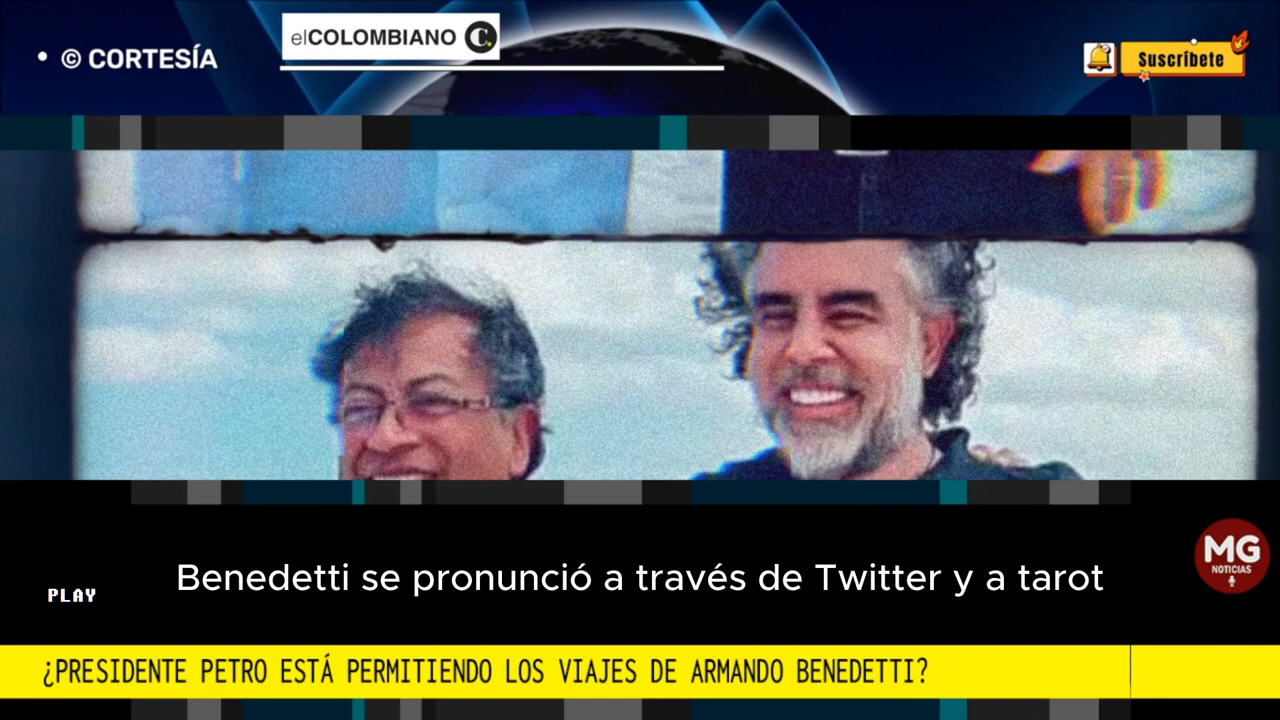 elCOLOMBIANO
• © CORTESÍA
Suscríbete
Benedetti se pronunció a través de Twitter y a tarot
MG
NOTICIAS
PLAY
¿PRESIDENTE PETRO ESTÁ PERMITIENDO LOS VIAJES DE ARMANDO BENEDETTI?